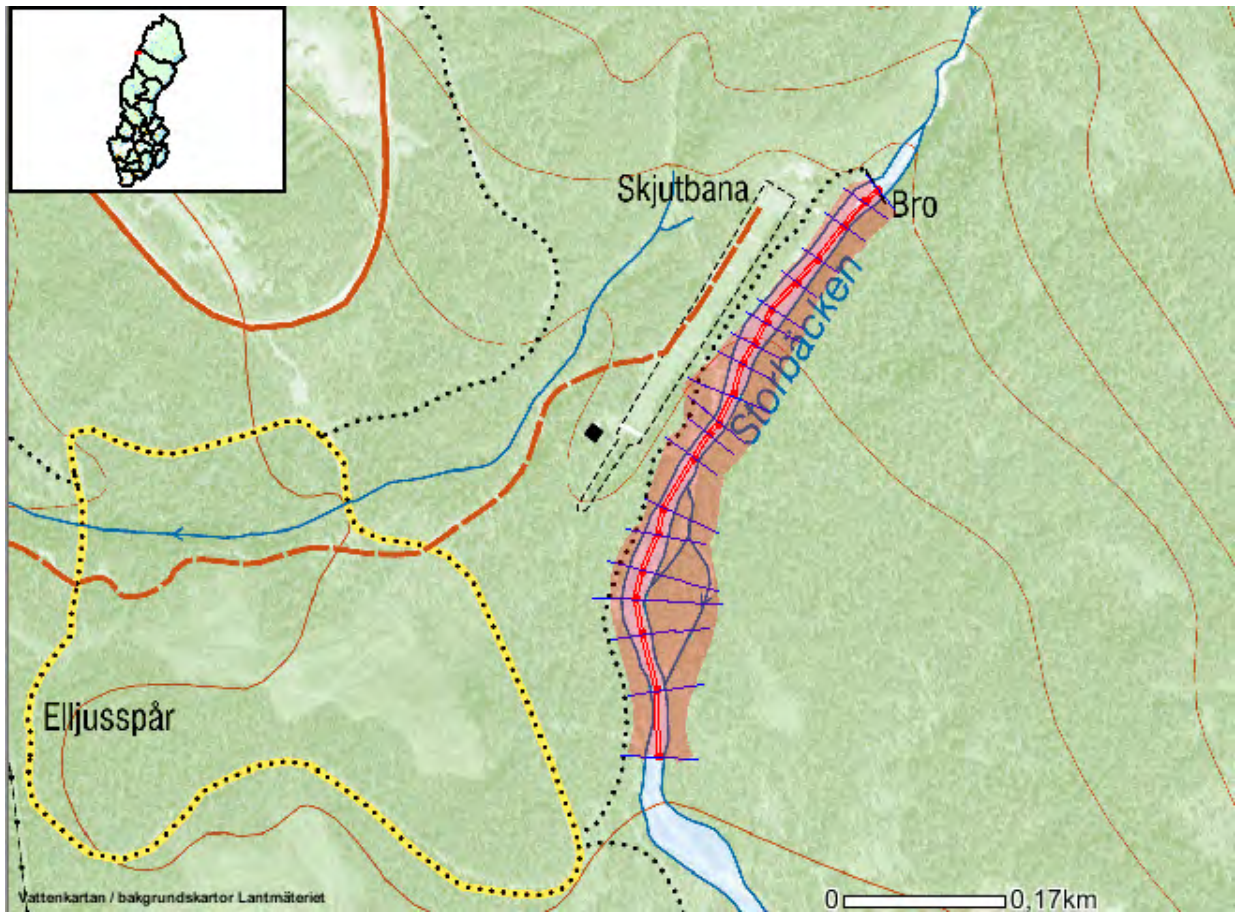 Skjutbana
Bro
Storbäcken
Elljusspår
Vattenkartan / bakgrundskartor Lantmäteriet
0 0,17km